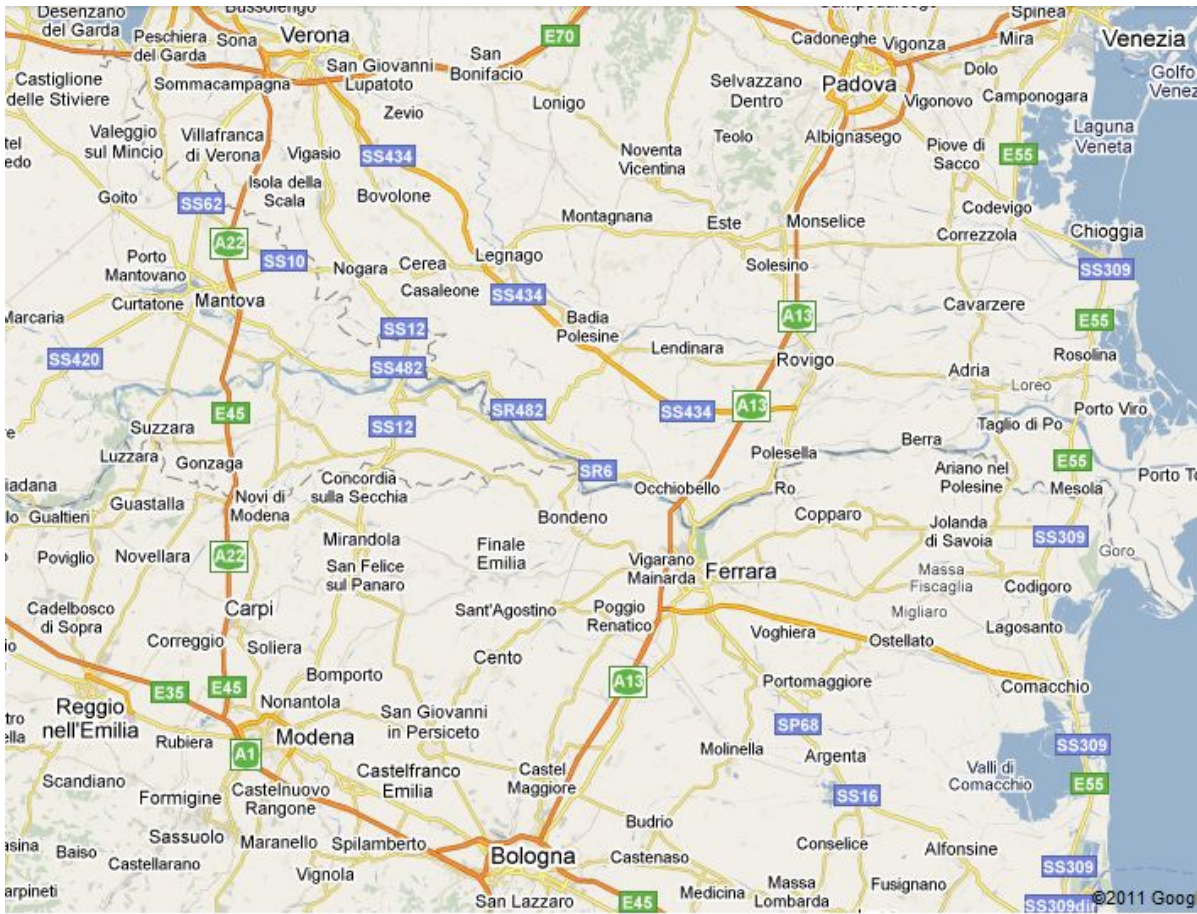 Desenzano
del Garda
Bussolengo
Peschiera
del Garda
Sona
Verona
E70
Campodarsego
Cadoneghe
Vigonza
Spinea
Mira
Venezia
San Giovanni
Lupatoto
San
Bonifacio
Castiglione
delle Stiviere
Sommacampagna
Selvazzano
Dentro
Padova
Dolo
Golfo
Venez
Zevio
Lonigo
Vigonovo
Camponogara
Valeggio
sul Mincio
Villafranca
di Verona
Vigasio
SS434
Noventa
Vicentina
Teolo
Albignasego
Piove di
Sacco
E55
Laguna
Veneta
tel
edo
Goito
SS62
Isola della
Scala
Bovolone
Montagnana
Este
Monselice
Codevigo
Correzzola
Chioggia
Porto
Mantovano
A22
SS10
Nogara
Cerea
Legnago
Solesino
SS309
Curtatone
Mantova
Casaleone
SS434
Marcaria
Badia
Polesine
A13
Cavarzere
E55
SS12
SS420
SS482
Lendinara
Rovigo
Rosolina
Adria
Loreo
E45
SR482
SS434
A13
Porto Viro
Suzzara
SS12
Taglio di Po
Luzzara
Gonzaga
Polesella
Berra
E55
iadana
Concordia
sulla Secchia
SR6
Ariano nel
Polesine
Porto To
Guastalla
Novi di
Modena
Occhiobello
Ro
Mesola
lo
Gualtieri
Bondeno
Copparo
Jolanda
di Savoia
SS309
Poviglio
Novellara
A22
Mirandola
Finale
Emilia
Vigarano
Mainarda
Ferrara
Goro
San Felice
sul Panaro
Massa
Fiscaglia
Codigoro
Cadelbosco
di Sopra
Carpi
Sant'Agostino
Poggio
Renatico
Migliaro
Lagosanto
Correggio
Soliera
Voghiera
Ostellato
Cento
Bomporto
A13
Portomaggiore
Comacchio
E35
E45
Nonantola
Reggio
nell'Emilia
San Giovanni
in Persiceto
SP68
Rubiera
Modena
A1
Molinella
Argenta
SS309
Valli di
Comacchio
E55
Scandiano
Castelfranco
Emilia
Castel
Maggiore
SS16
Formigine
Castelnuovo
Rangone
Sassuolo
Maranello
Spilamberto
Budrio
Conselice
Alfonsine
Baiso
Castellarano
Vignola
Bologna
Castenaso
SS309
Medicina
Massa
Lombarda
Fusignano
arpineti
San Lazzaro
E45
SS309dir
©2011 Goog